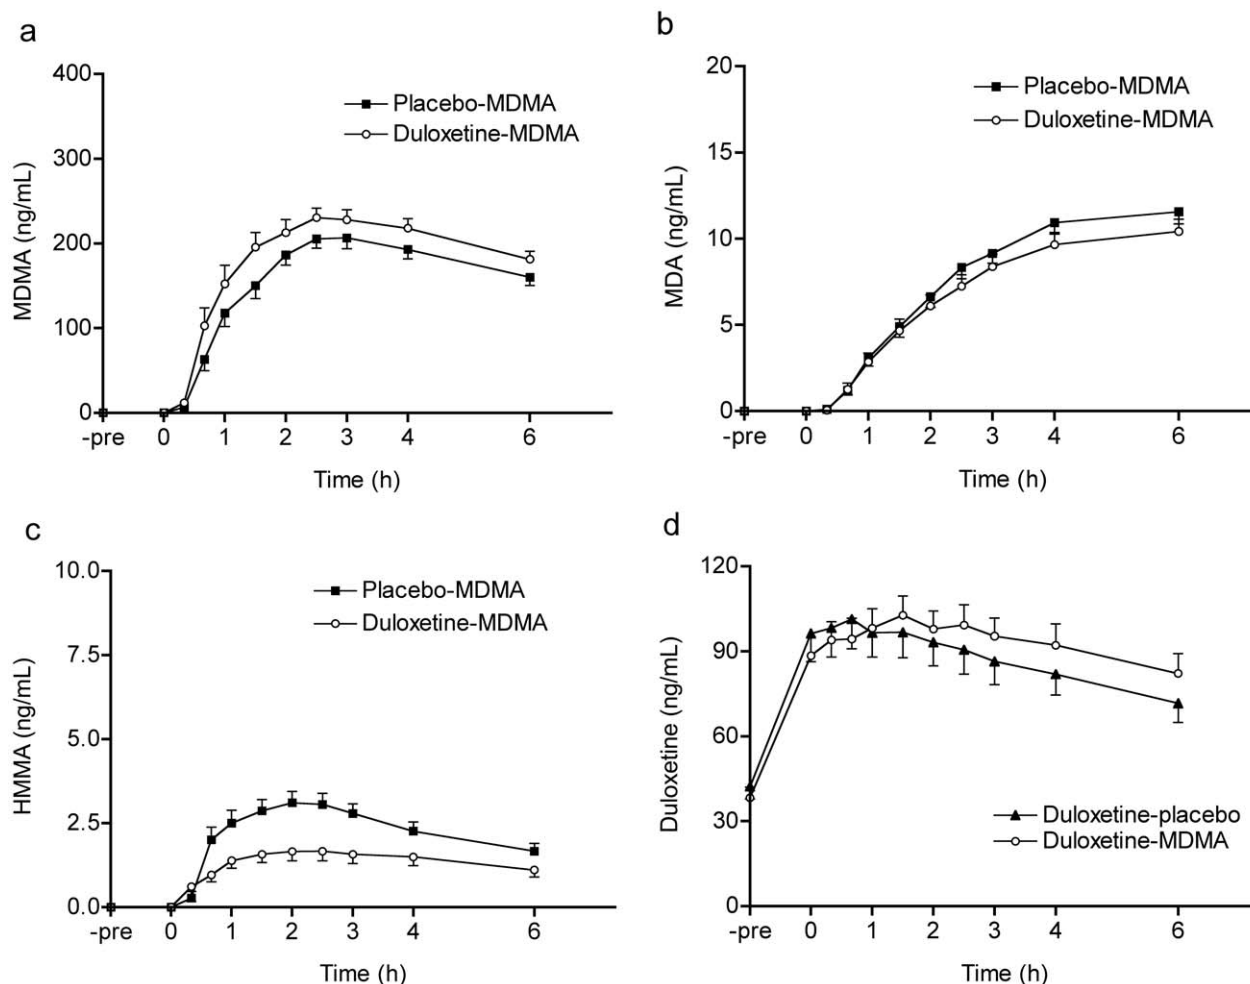 a
400
300
200
100
0
MDMA (ng/mL)
Placebo-MDMA
Duloxetine-MDMA
-pre 0 1 2 3 4 6
Time (h)
b
20
15
10
5
0
MDA (ng/mL)
Placebo-MDMA
Duloxetine-MDMA
-pre 0 1 2 3 4 6
Time (h)
c
10.0
7.5
5.0
2.5
0.0
HMMA (ng/mL)
Placebo-MDMA
Duloxetine-MDMA
-pre 0 1 2 3 4 6
Time (h)
d
120
90
60
30
0
Duloxetine (ng/mL)
Duloxetine-placebo
Duloxetine-MDMA
-pre 0 1 2 3 4 6
Time (h)